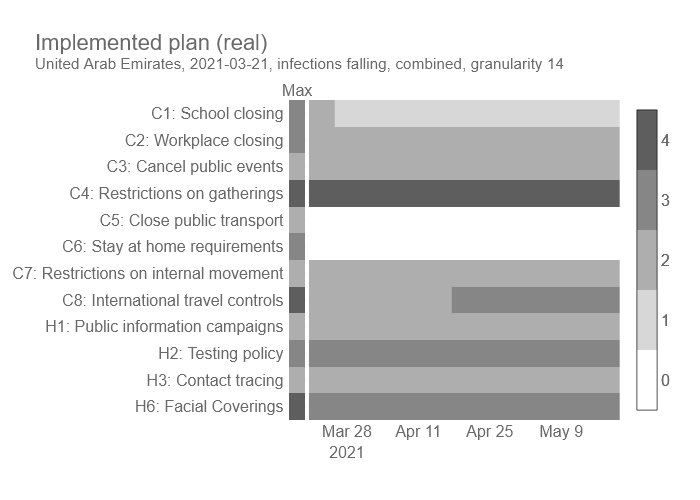 Implemented plan (real)
United Arab Emirates, 2021-03-21, infections falling, combined, granularity 14
Max
C1: School closing
C2: Workplace closing
C3: Cancel public events
C4: Restrictions on gatherings
C5: Close public transport
C6: Stay at home requirements
C7: Restrictions on internal movement
C8: International travel controls
H1: Public information campaigns
H2: Testing policy
H3: Contact tracing
H6: Facial Coverings
4
3
2
1
0
Mar 28 Apr 11 Apr 25 May 9
2021